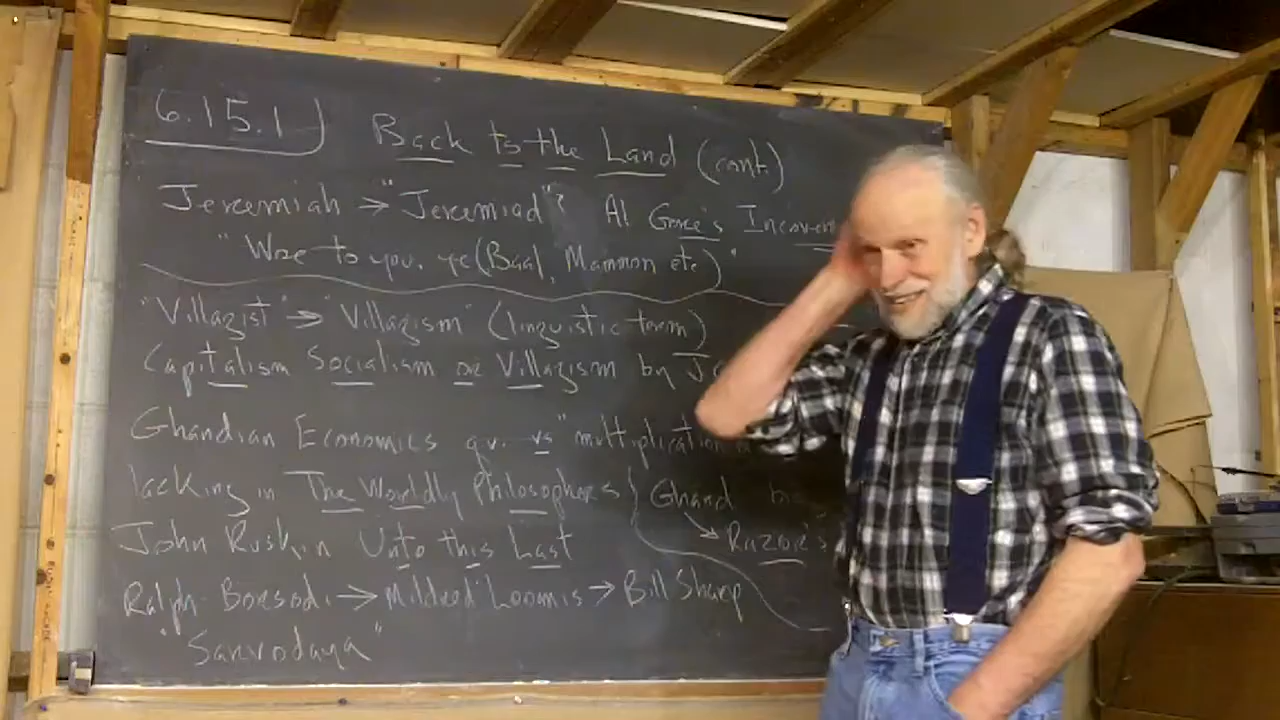 6.15.1 Back to the Land (cont.)
Jeremiah → "Jeremiad"? Al Gore's Inconven
"Woe to you, ye (Baal, Mammon etc)"
"Villagist" → "Villagism" (linguistic term)
Capitalism Socialism or Villagism by
Ghandian Economics qv. vs "multiplication
lacking in The Worldly Philosophers } Ghand
→ Razor's
John Ruskin Unto this Last
Ralph Borsodi → Mildred Loomis → Bill Sharp
"Sarvodaya"